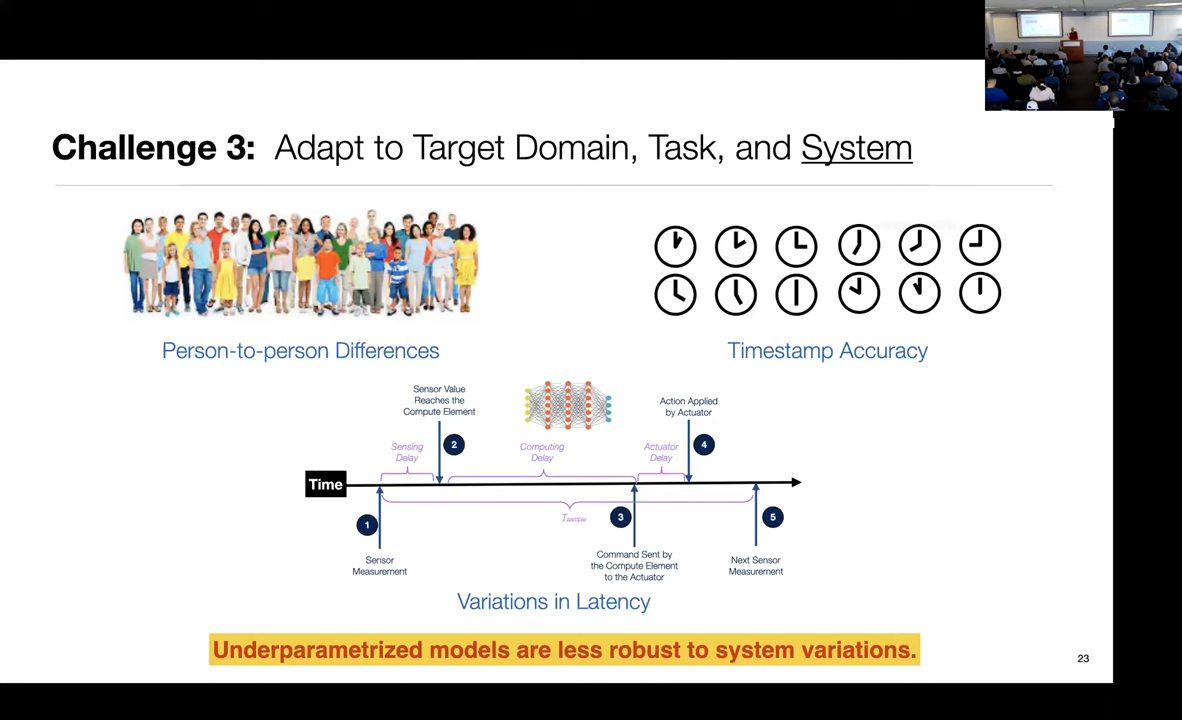 Challenge 3: Adapt to Target Domain, Task, and System
Person-to-person Differences
Timestamp Accuracy
Sensor Value
Reaches the
Compute Element
Action Applied
by Actuator
2
4
Sensing
Delay
Computing
Delay
Actuator
Delay
Time
Tsample
1
3
5
Sensor
Measurement
Command Sent by
the Compute Element
to the Actuator
Next Sensor
Measurement
Variations in Latency
Underparametrized models are less robust to system variations.
23